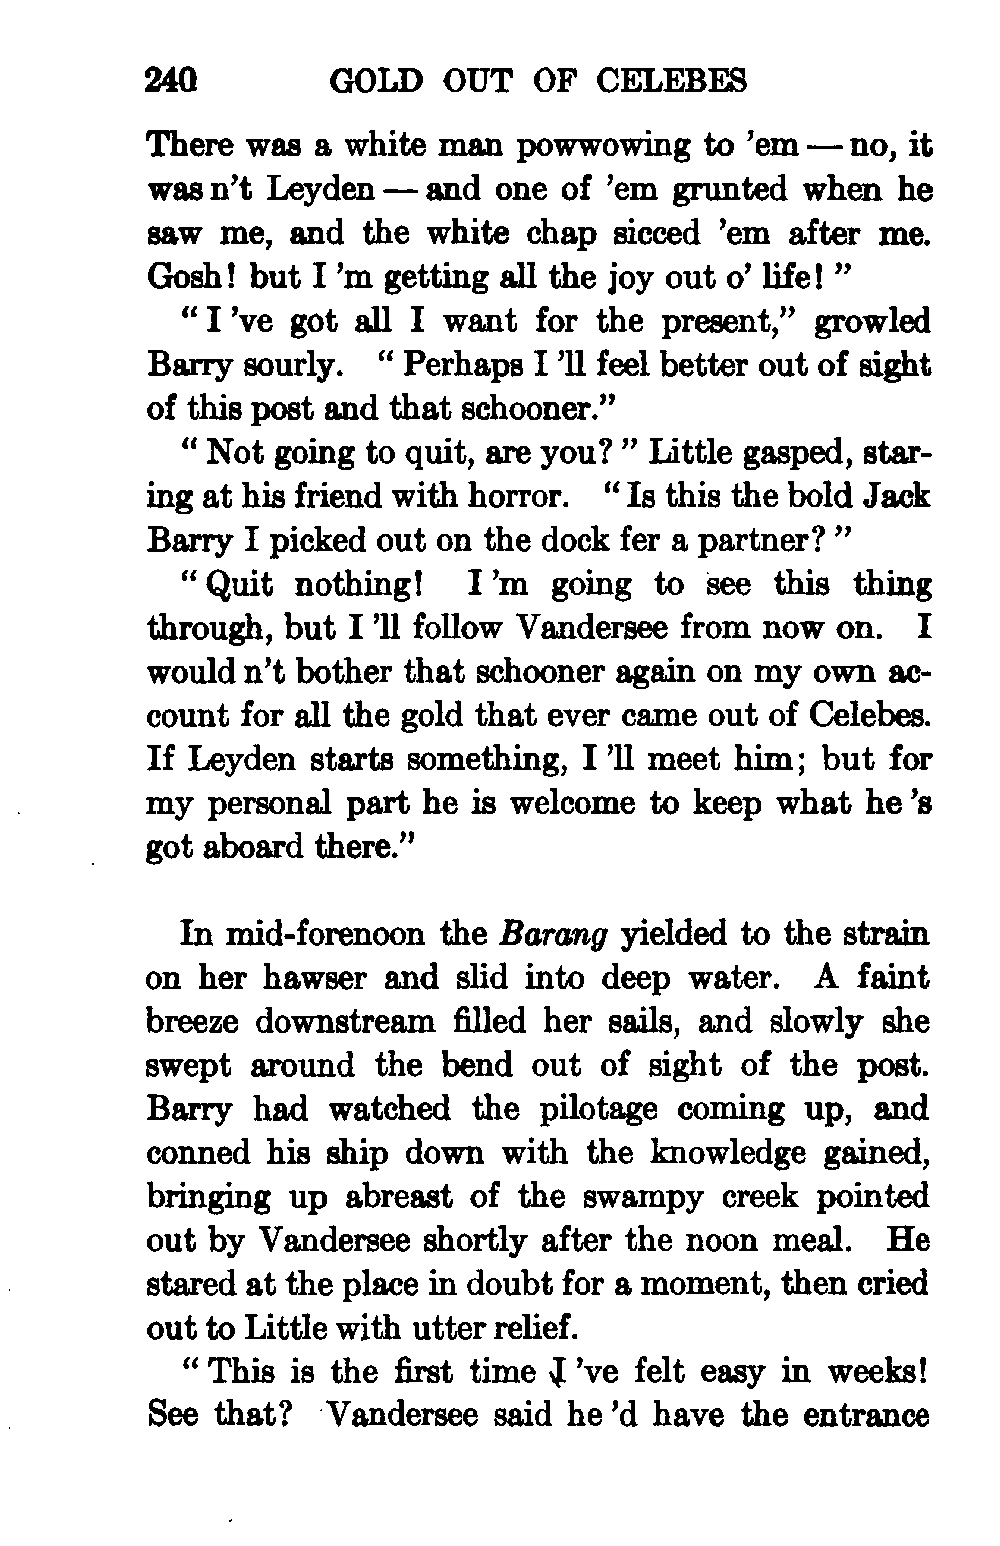 240 GOLD OUT OF CELEBES
There was a white man powwowing to 'em — no, it
was n't Leyden — and one of 'em grunted when he
saw me, and the white chap sicced 'em after me.
Gosh! but I 'm getting all the joy out o' life! "
" I 've got all I want for the present," growled
Barry sourly. " Perhaps I 'll feel better out of sight
of this post and that schooner."
" Not going to quit, are you? " Little gasped, star-
ing at his friend with horror. " Is this the bold Jack
Barry I picked out on the dock fer a partner? "
" Quit nothing! I 'm going to see this thing
through, but I 'll follow Vandersee from now on. I
would n't bother that schooner again on my own ac-
count for all the gold that ever came out of Celebes.
If Leyden starts something, I 'll meet him; but for
my personal part he is welcome to keep what he 's
got aboard there."
In mid-forenoon the Barang yielded to the strain
on her hawser and slid into deep water. A faint
breeze downstream filled her sails, and slowly she
swept around the bend out of sight of the post.
Barry had watched the pilotage coming up, and
conned his ship down with the knowledge gained,
bringing up abreast of the swampy creek pointed
out by Vandersee shortly after the noon meal. He
stared at the place in doubt for a moment, then cried
out to Little with utter relief.
" This is the first time I 've felt easy in weeks!
See that? Vandersee said he 'd have the entrance